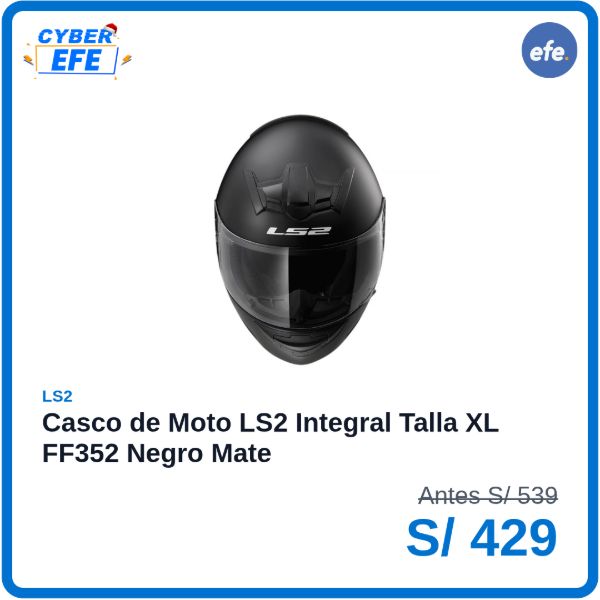 CYBER
EFE
efe.
LS2
LS2
Casco de Moto LS2 Integral Talla XL
FF352 Negro Mate
Antes S/ 539
S/ 429